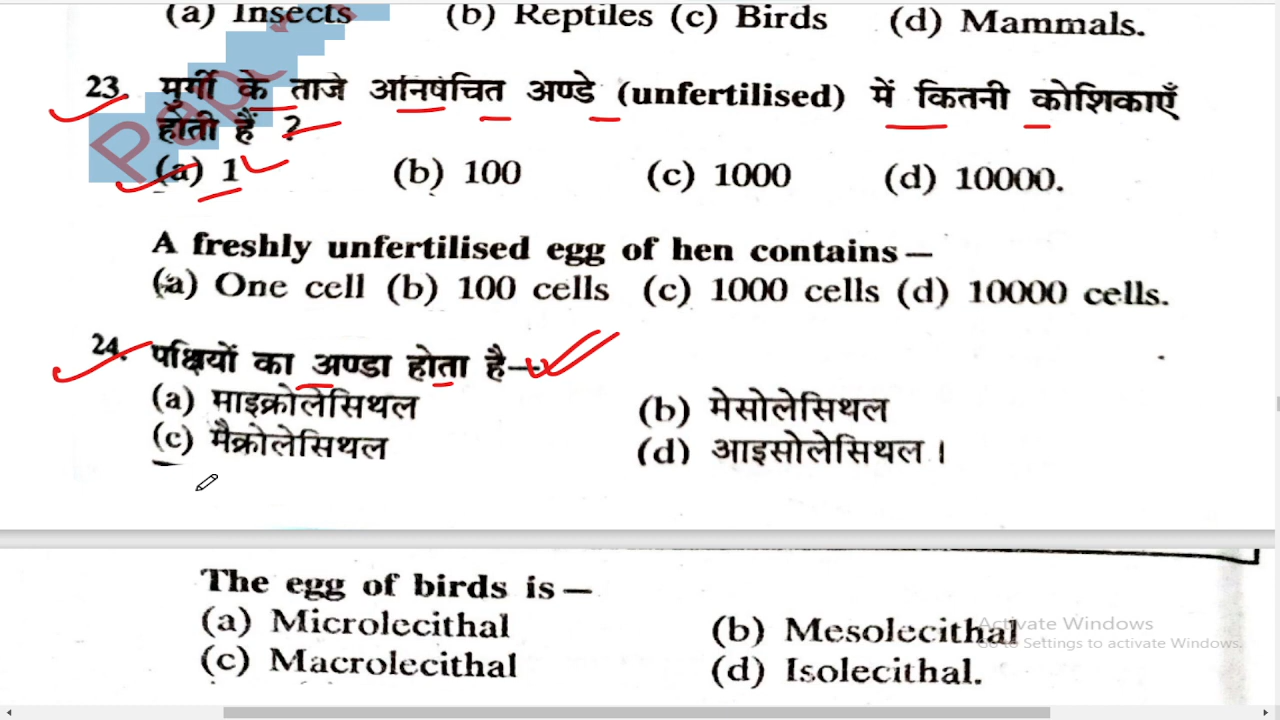 (a) Insects (b) Reptiles (c) Birds (d) Mammals.
23. मुर्गी के ताजे अनिषेचित अण्डे (unfertilised) में कितनी कोशिकाएँ
होती हैं ?
(a) 1 (b) 100 (c) 1000 (d) 10000.
A freshly unfertilised egg of hen contains—
(a) One cell (b) 100 cells (c) 1000 cells (d) 10000 cells.
24. पक्षियों का अण्डा होता है—
(a) माइक्रोलेसिथल (b) मेसोलेसिथल
(c) मैक्रोलेसिथल (d) आइसोलेसिथल ।
The egg of birds is—
(a) Microlecithal (b) Mesolecithal
(c) Macrolecithal (d) Isolecithal.
Activate Windows
Go to Settings to activate Windows.